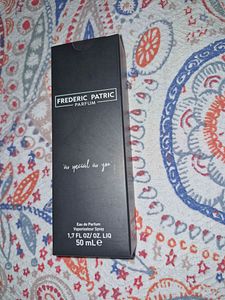 FREDERIC PATRIC
PARFUM
as special as you
Eau de Parfum
Vaporisateur Spray
1,7 FL OZ/ OZ. LIQ
50 mL ℮